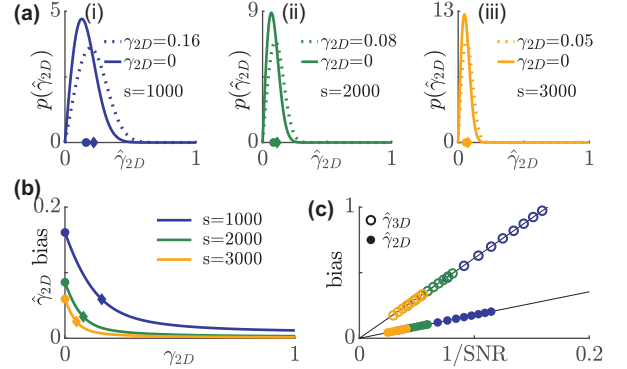 (a)
(i)
5
p(γ̂2D)
0
0
γ̂2D
1
γ2D=0.16
γ2D=0
s=1000
(ii)
9
p(γ̂2D)
0
0
γ̂2D
1
γ2D=0.08
γ2D=0
s=2000
(iii)
13
p(γ̂2D)
0
0
γ̂2D
1
γ2D=0.05
γ2D=0
s=3000
(b)
0.2
γ̂2D bias
0
0
γ2D
1
s=1000
s=2000
s=3000
(c)
1
bias
0
0
1/SNR
0.2
γ̂3D
γ̂2D